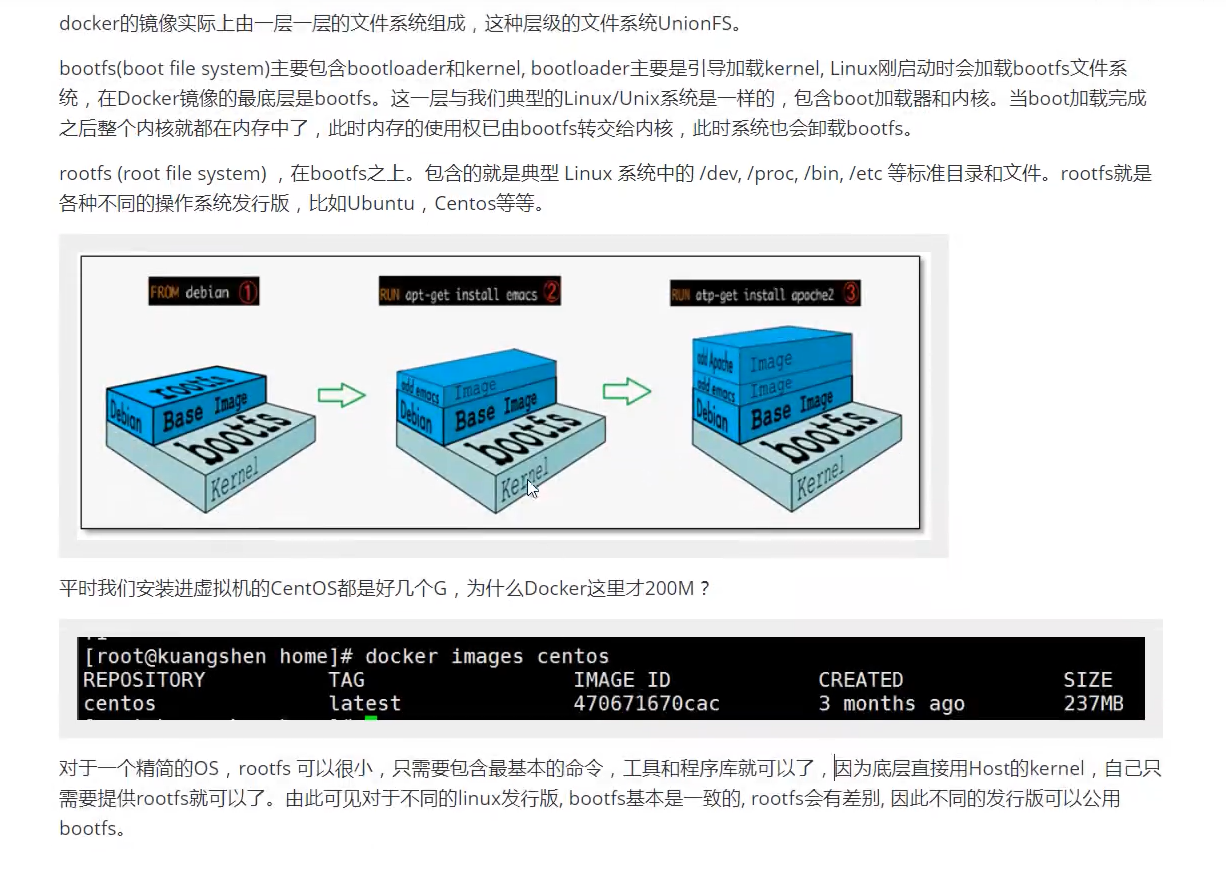 docker的镜像实际上由一层一层的文件系统组成，这种层级的文件系统UnionFS。
bootfs(boot file system)主要包含bootloader和kernel, bootloader主要是引导加载kernel, Linux刚启动时会加载bootfs文件系
统，在Docker镜像的最底层是bootfs。这一层与我们典型的Linux/Unix系统是一样的，包含boot加载器和内核。当boot加载完成
之后整个内核就都在内存中了，此时内存的使用权已由bootfs转交给内核，此时系统也会卸载bootfs。
rootfs (root file system) ，在bootfs之上。包含的就是典型 Linux 系统中的 /dev, /proc, /bin, /etc 等标准目录和文件。rootfs就是
各种不同的操作系统发行版，比如Ubuntu，Centos等等。
FROM debian ①
RUN apt-get install emacs ②
RUN atp-get install apache2 ③
rootfs
Debian
Base Image
bootfs
Kernel
add emacs
Image
Debian
Base Image
bootfs
Kernel
add Apache
Image
add emacs
Image
Debian
Base Image
bootfs
Kernel
平时我们安装进虚拟机的CentOS都是好几个G，为什么Docker这里才200M？
[root@kuangshen home]# docker images centos
REPOSITORY TAG IMAGE ID CREATED SIZE
centos latest 470671670cac 3 months ago 237MB
对于一个精简的OS，rootfs 可以很小，只需要包含最基本的命令，工具和程序库就可以了，因为底层直接用Host的kernel，自己只
需要提供rootfs就可以了。由此可见对于不同的linux发行版, bootfs基本是一致的, rootfs会有差别, 因此不同的发行版可以公用
bootfs。